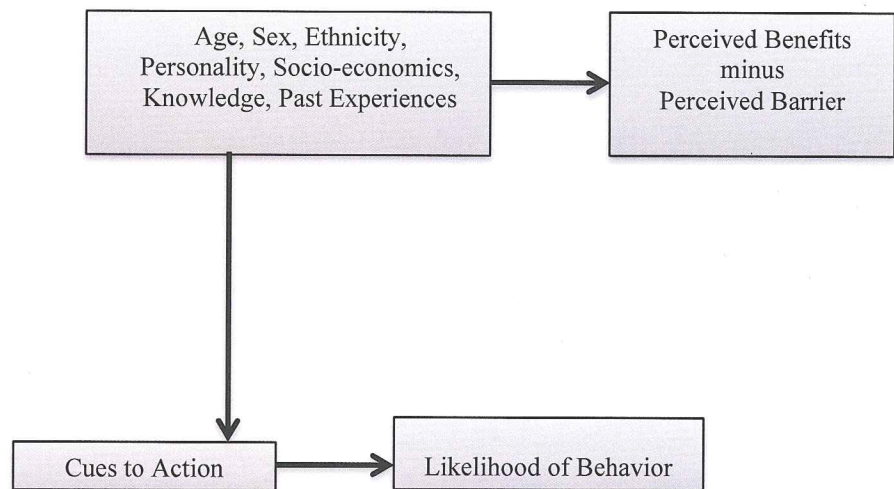 Age, Sex, Ethnicity,
Personality, Socio-economics,
Knowledge, Past Experiences
Perceived Benefits
minus
Perceived Barrier
Cues to Action
Likelihood of Behavior